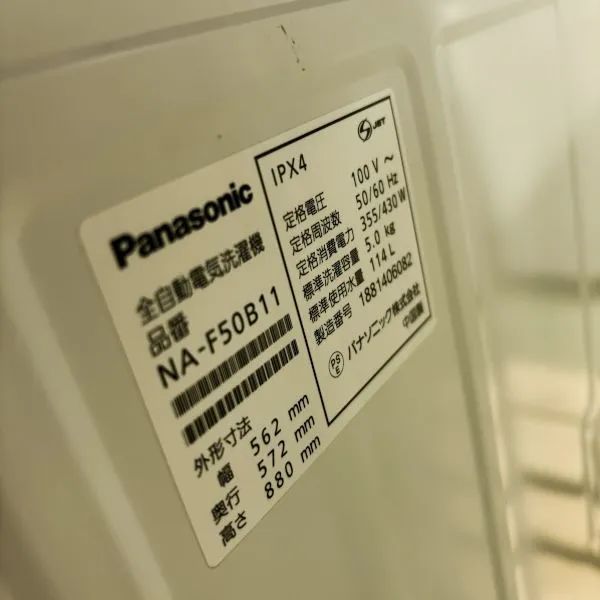 Panasonic
全自動電気洗濯機
品番
NA-F50B11
外形寸法
幅 562 mm
奥行 572 mm
高さ 880 mm
IPX4
JET
定格電圧 100 V ～
定格周波数 50/60 Hz
定格消費電力 355/430 W
標準洗濯容量 5.0 kg
標準使用水量 114 L
製造番号 1881406082
PS
E
パナソニック株式会社
中国製